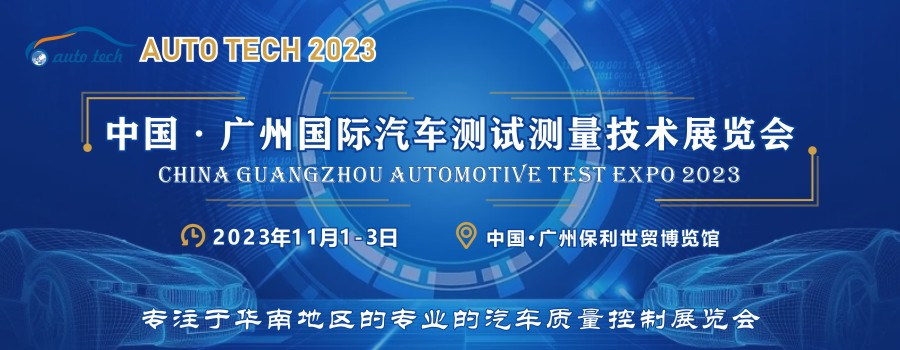 auto tech
AUTO TECH 2023
中国·广州国际汽车测试测量技术展览会
CHINA GUANGZHOU AUTOMOTIVE TEST EXPO 2023
2023年11月1-3日
中国·广州保利世贸博览馆
专注于华南地区的专业的汽车质量控制展览会